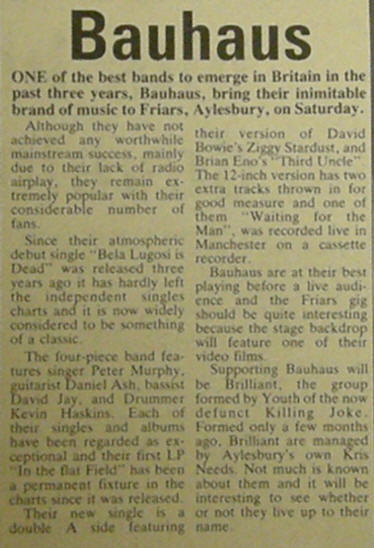 Bauhaus
ONE of the best bands to emerge in Britain in the
past three years, Bauhaus, bring their inimitable
brand of music to Friars, Aylesbury, on Saturday.
Although they have not
achieved any worthwhile
mainstream success, mainly
due to their lack of radio
airplay, they remain ex-
tremely popular with their
considerable number of
fans.
Since their atmospheric
debut single "Bela Lugosi is
Dead" was released three
years ago it has hardly left
the independent singles
charts and it is now widely
considered to be something
of a classic.
The four-piece band fea-
tures singer Peter Murphy,
guitarist Daniel Ash, bassist
David Jay, and Drummer
Kevin Haskins. Each of
their singles and albums
have been regarded as ex-
ceptional and their first LP
"In the flat Field" has been
a permanent fixture in the
charts since it was released.
Their new single is a
double A side featuring
their version of David
Bowie's Ziggy Stardust, and
Brian Eno's "Third Uncle".
The 12-inch version has two
extra tracks thrown in for
good measure and one of
them "Waiting for the
Man", was recorded live in
Manchester on a cassette
recorder.
Bauhaus are at their best
playing before a live audi-
ence and the Friars gig
should be quite interesting
because the stage backdrop
will feature one of their
video films.
Supporting Bauhaus will
be Brilliant, the group
formed by Youth of the now
defunct Killing Joke.
Formed only a few months
ago, Brilliant are managed
by Aylesbury's own Kris
Needs. Not much is known
about them and it will be
interesting to see whether
or not they live up to their
name.